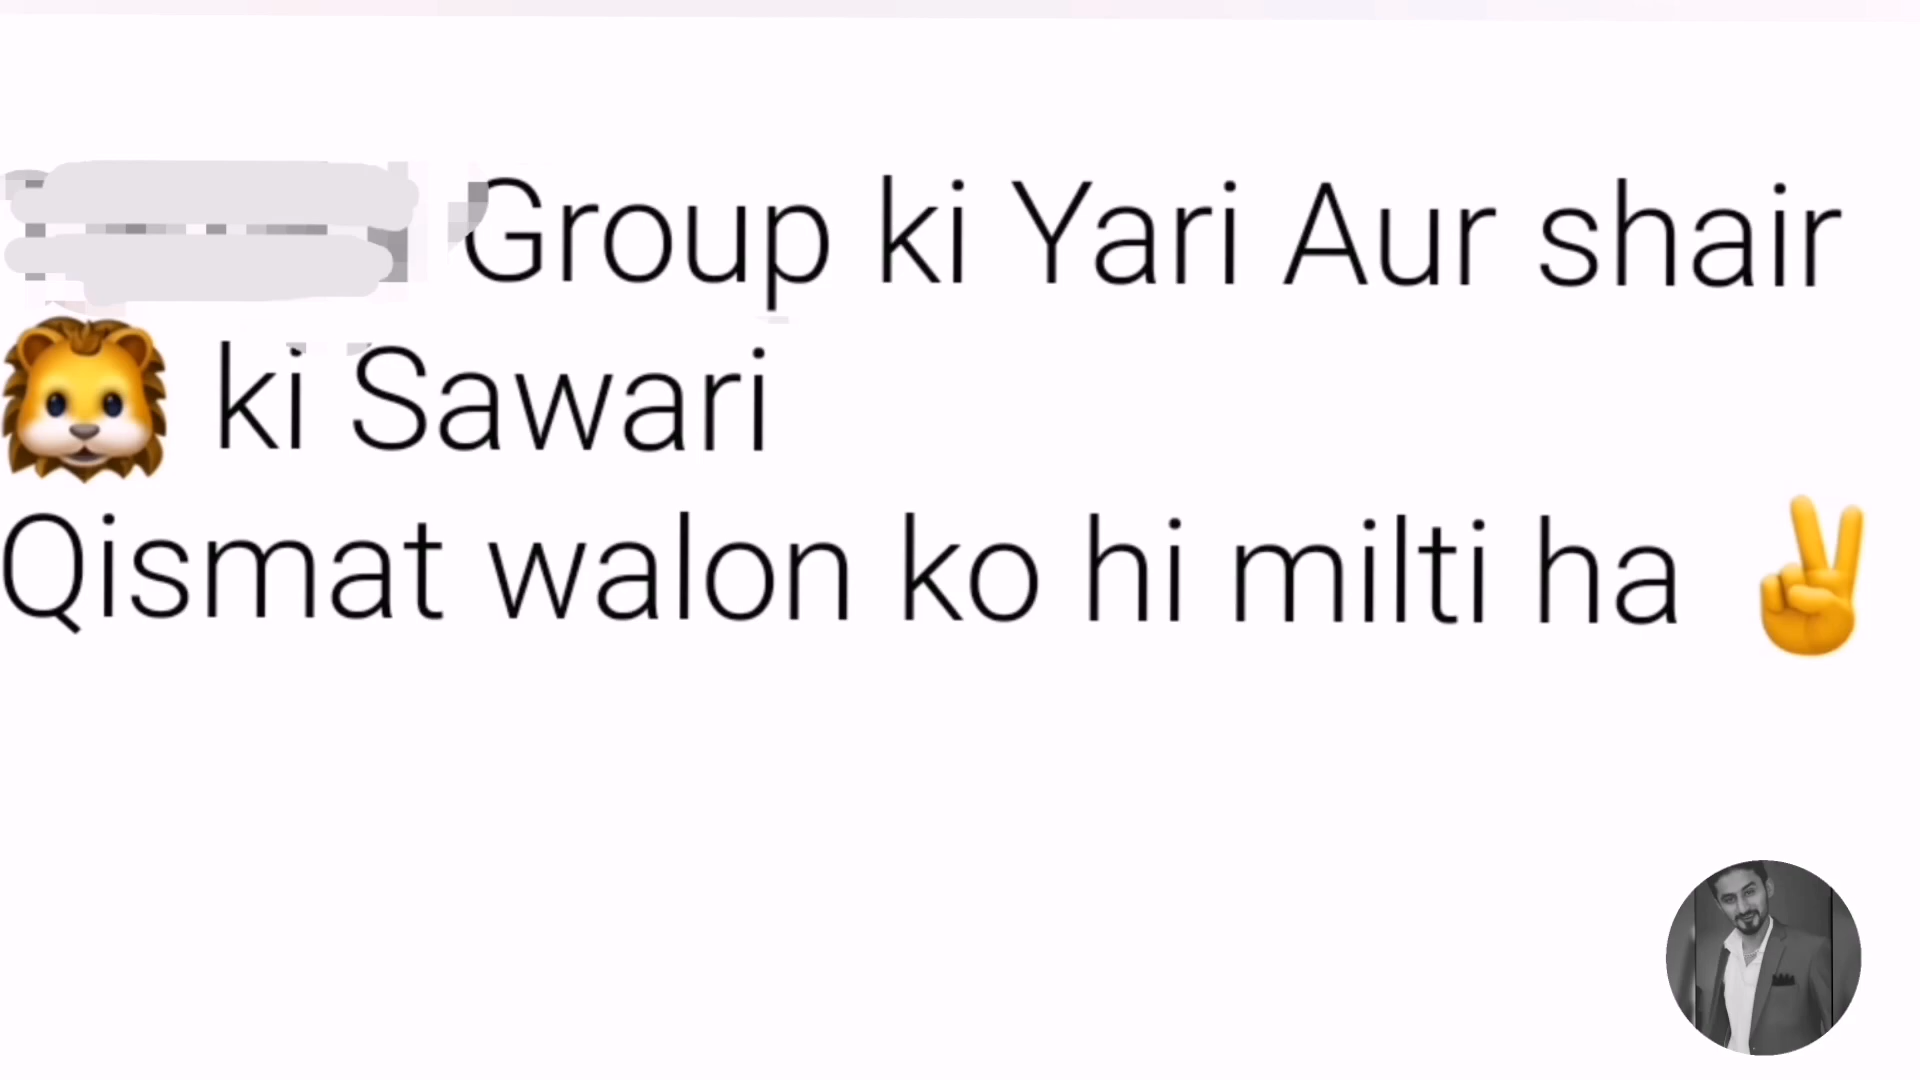 Group ki Yari Aur shair
🦁 ki Sawari
Qismat walon ko hi milti ha ✌️